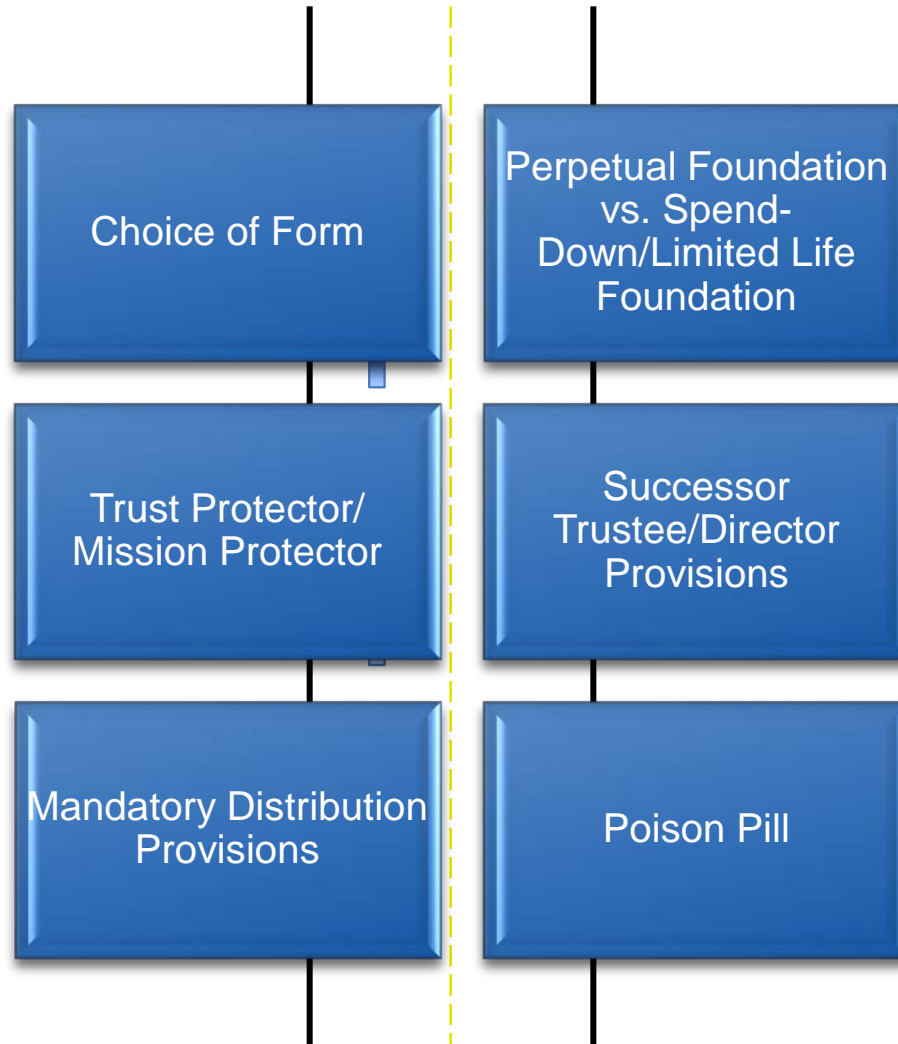 Choice of Form
Perpetual Foundation
vs. Spend-
Down/Limited Life
Foundation
Trust Protector/
Mission Protector
Successor
Trustee/Director
Provisions
Mandatory Distribution
Provisions
Poison Pill